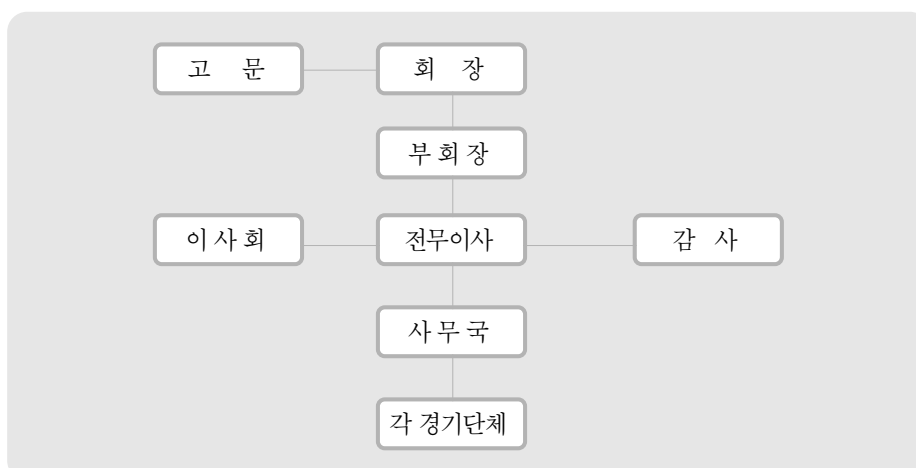 고 문 회 장
부 회 장
이 사 회 전무이사 감 사
사 무 국
각 경기단체